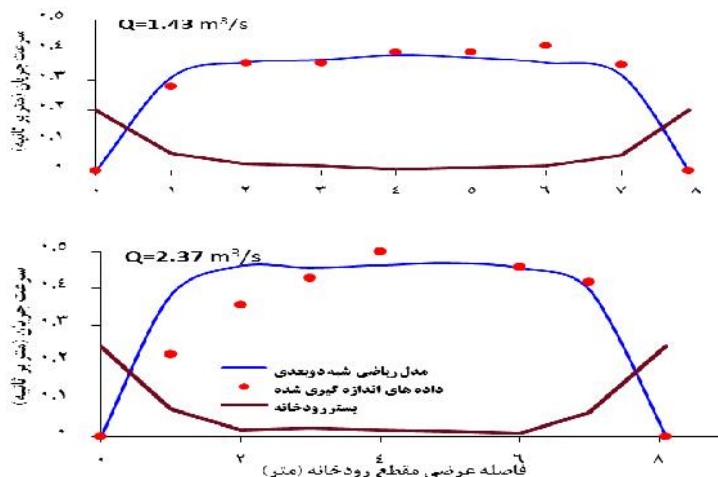 Q=1.43 m³/s
سرعت جریان (متر بر ثانیه)
۰.۵
۰.۴
۰.۳
۰.۲
۰.۱
۰
۰ ۱ ۲ ۳ ۴ ۵ ۶ ۷
Q=2.37 m³/s
سرعت جریان (متر بر ثانیه)
۰.۵
۰.۴
۰.۳
۰.۲
۰.۱
۰
مدل ریاضی شبه دوبعدی
داده های اندازه گیری شده
بستر رودخانه
۰ ۲ ۴ ۶ ۸
فاصله عرضی مقطع رودخانه (متر)